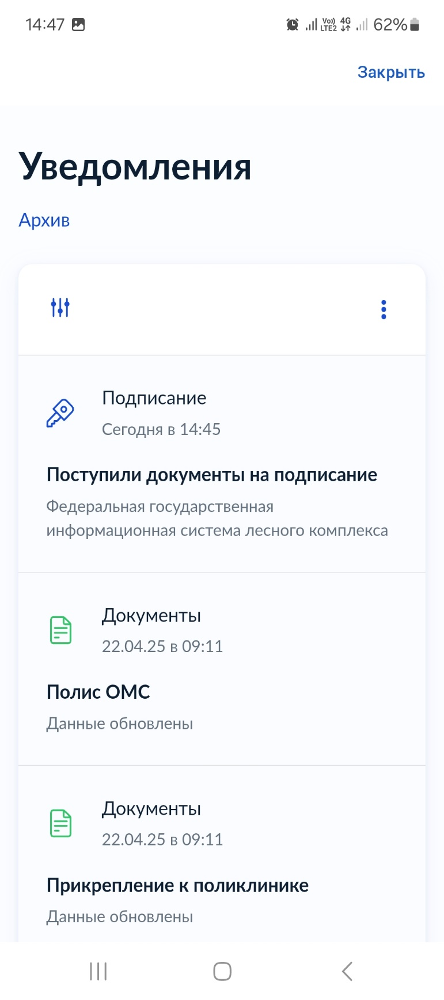 14:47 Vo)) LTE2 4G 62%
Закрыть
Уведомления
Архив
Подписание
Сегодня в 14:45
Поступили документы на подписание
Федеральная государственная
информационная система лесного комплекса
Документы
22.04.25 в 09:11
Полис ОМС
Данные обновлены
Документы
22.04.25 в 09:11
Прикрепление к поликлинике
Данные обновлены